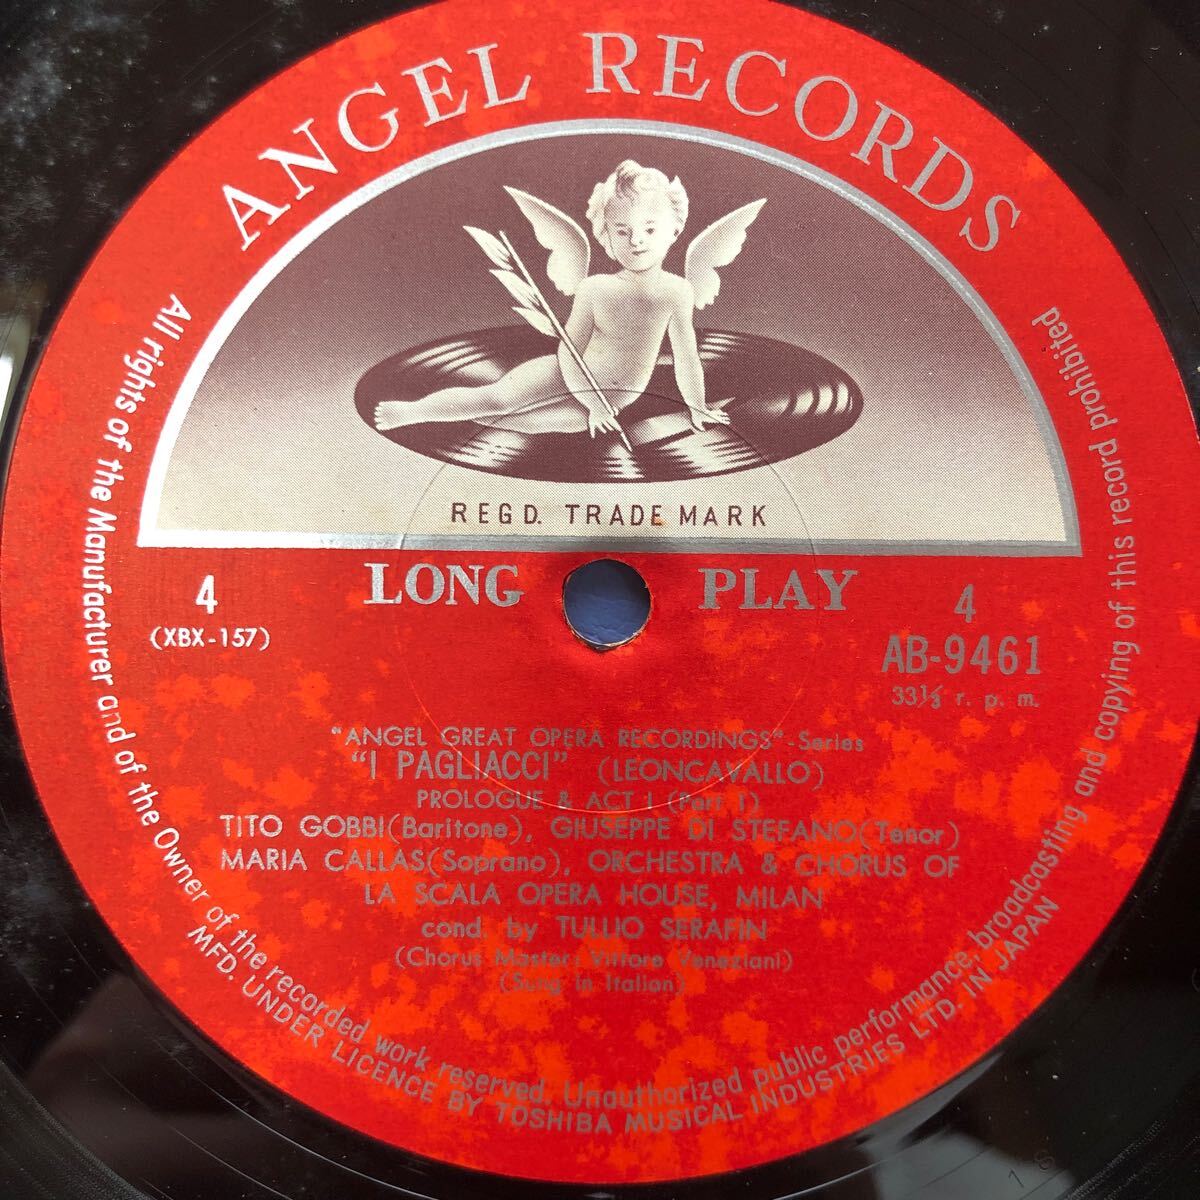 ANGEL RECORDS
REGD. TRADE MARK
4 LONG PLAY 4
(XBX-157)
AB-9461
33⅓ r. p. m.
"ANGEL GREAT OPERA RECORDINGS"-Series
"I PAGLIACCI" (LEONCAVALLO)
PROLOGUE & ACT I (Part 1)
TITO GOBBI(Baritone), GIUSEPPE DI STEFANO(Tenor)
MARIA CALLAS(Soprano), ORCHESTRA & CHORUS OF
LA SCALA OPERA HOUSE, MILAN
cond. by TULLIO SERAFIN
(Chorus Master: Vittore Veneziani)
(Sung in Italian)
All rights of the Manufacturer and of the Owner of the recorded work reserved. Unauthorized public performance, broadcasting and copying of this record prohibited
MFD. UNDER LICENCE BY TOSHIBA MUSICAL INDUSTRIES LTD. IN JAPAN
1 S